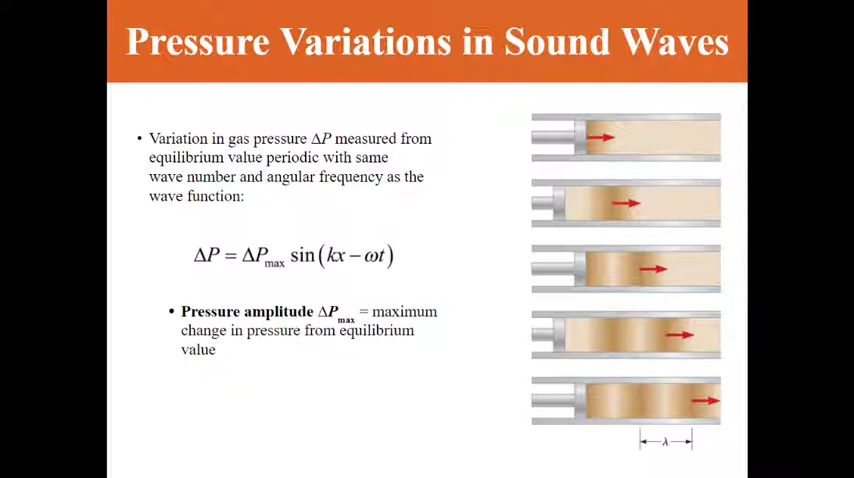 Pressure Variations in Sound Waves
• Variation in gas pressure ΔP measured from
equilibrium value periodic with same
wave number and angular frequency as the
wave function:
ΔP = ΔPmax sin(kx − ωt)
• Pressure amplitude ΔPmax = maximum
change in pressure from equilibrium
value
λ